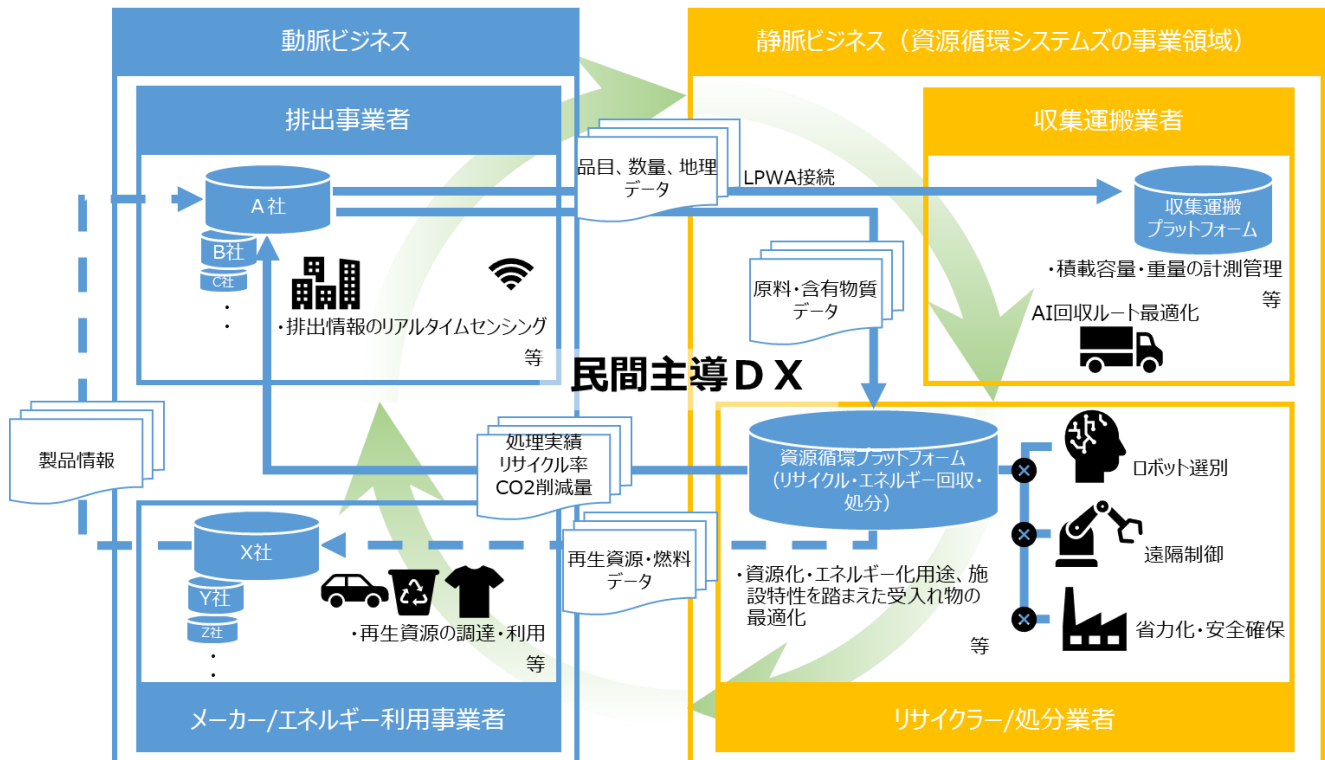 動脈ビジネス
静脈ビジネス（資源循環システムズの事業領域）
排出事業者
収集運搬業者
A社
B社
C社
・
・
・排出情報のリアルタイムセンシング
等
品目、数量、地理
データ
LPWA接続
収集運搬
プラットフォーム
・積載容量・重量の計測管理
等
AI回収ルート最適化
原料・含有物質
データ
民間主導DX
製品情報
処理実績
リサイクル率
CO2削減量
資源循環プラットフォーム
(リサイクル・エネルギー回収・
処分）
ロボット選別
遠隔制御
省力化・安全確保
X社
Y社
Z社
・
・
・再生資源の調達・利用
等
再生資源・燃料
データ
・資源化・エネルギー化用途、施
設特性を踏まえた受入れ物の
最適化
等
メーカー/エネルギー利用事業者
リサイクラー/処分業者